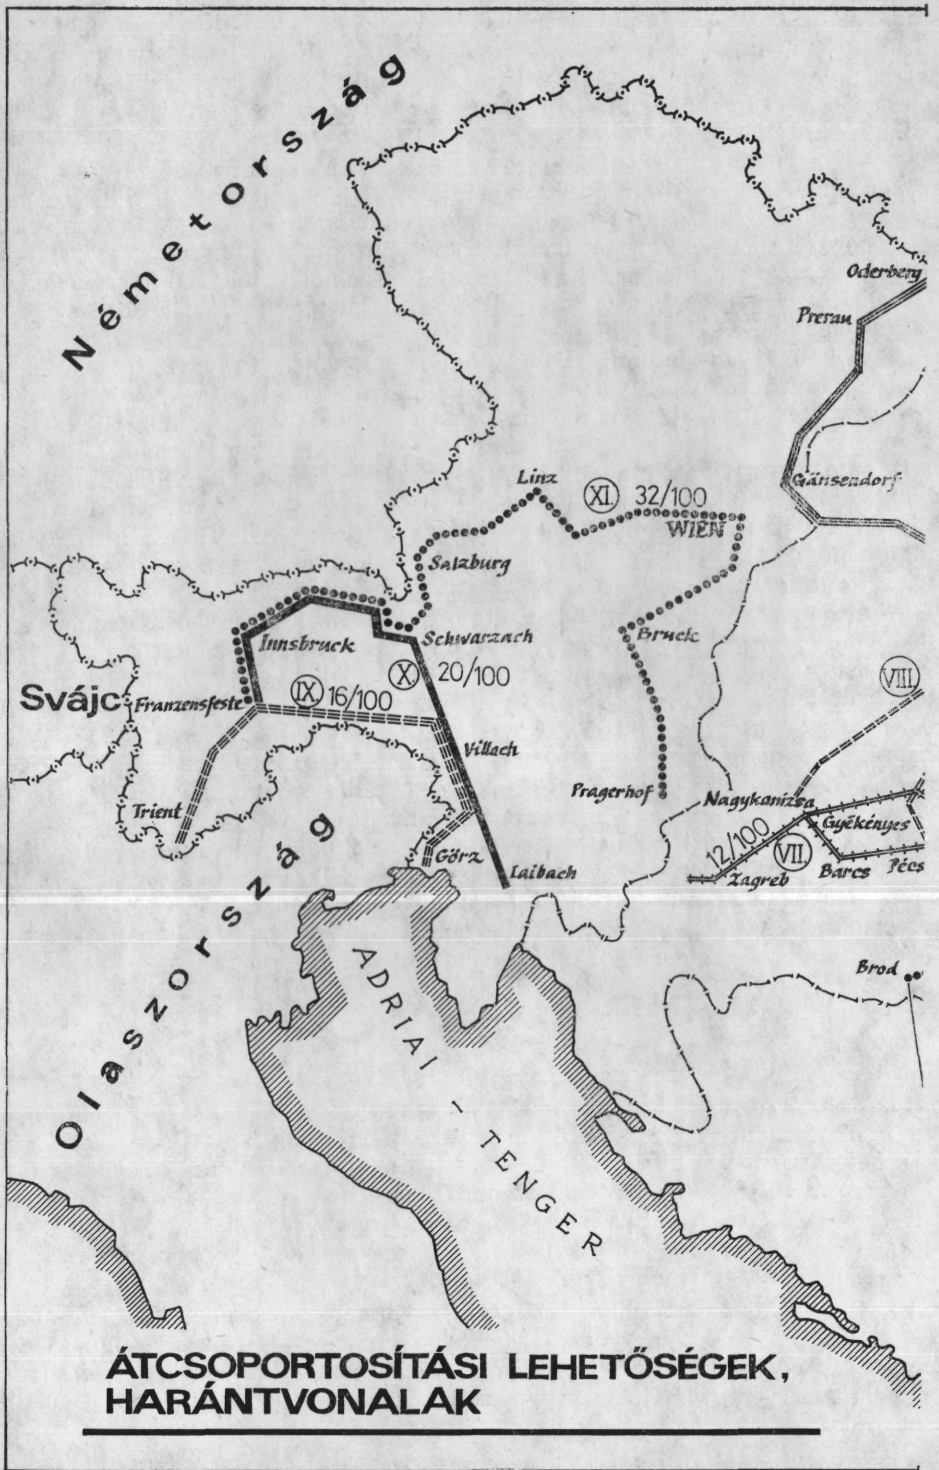 Németország
Oderberg
Prerau
Gänsendorf
Linz
XI. 32/100
WIEN
Salzburg
Bruck
Innsbruck
Schwarzach
X 20/100
VIII.
Svájc
Franzensfeste
IX 16/100
Villach
Pragerhof
Nagykanizsa
Trient
Gyékényes
12/100
VII.
Görz
Laibach
Zagreb
Barcs
Pécs
Olaszország
ADRIAI - TENGER
Brod
ÁTCSOPORTOSÍTÁSI LEHETŐSÉGEK,
HARÁNTVONALAK